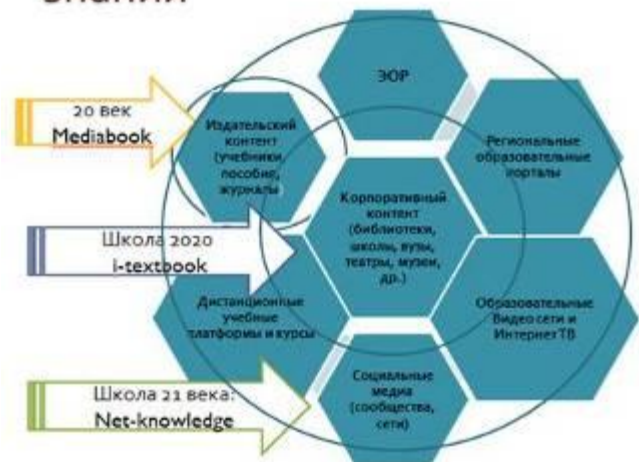 20 век
Mediabook
Школа 2020
i-textbook
Школа 21 века:
Net-knowledge
ЭОР
Издательский
контент
(учебники,
пособия,
журналы)
Региональные
образовательные
порталы
Корпоративный
контент
(библиотеки,
школы, вузы,
театры, музеи,
др.)
Дистанционные
учебные
платформы и курсы
Образовательные
Видео сети и
Интернет ТВ
Социальные
медиа
(сообщества,
сети)